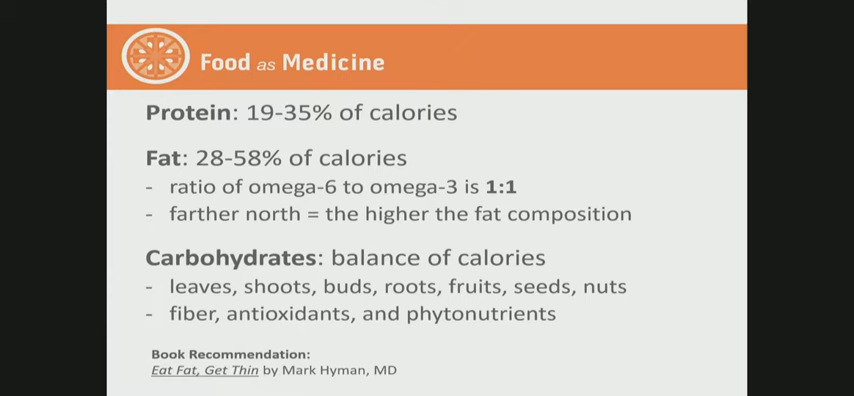 Food as Medicine
Protein: 19-35% of calories
Fat: 28-58% of calories
- ratio of omega-6 to omega-3 is 1:1
- farther north = the higher the fat composition
Carbohydrates: balance of calories
- leaves, shoots, buds, roots, fruits, seeds, nuts
- fiber, antioxidants, and phytonutrients
Book Recommendation:
Eat Fat, Get Thin by Mark Hyman, MD